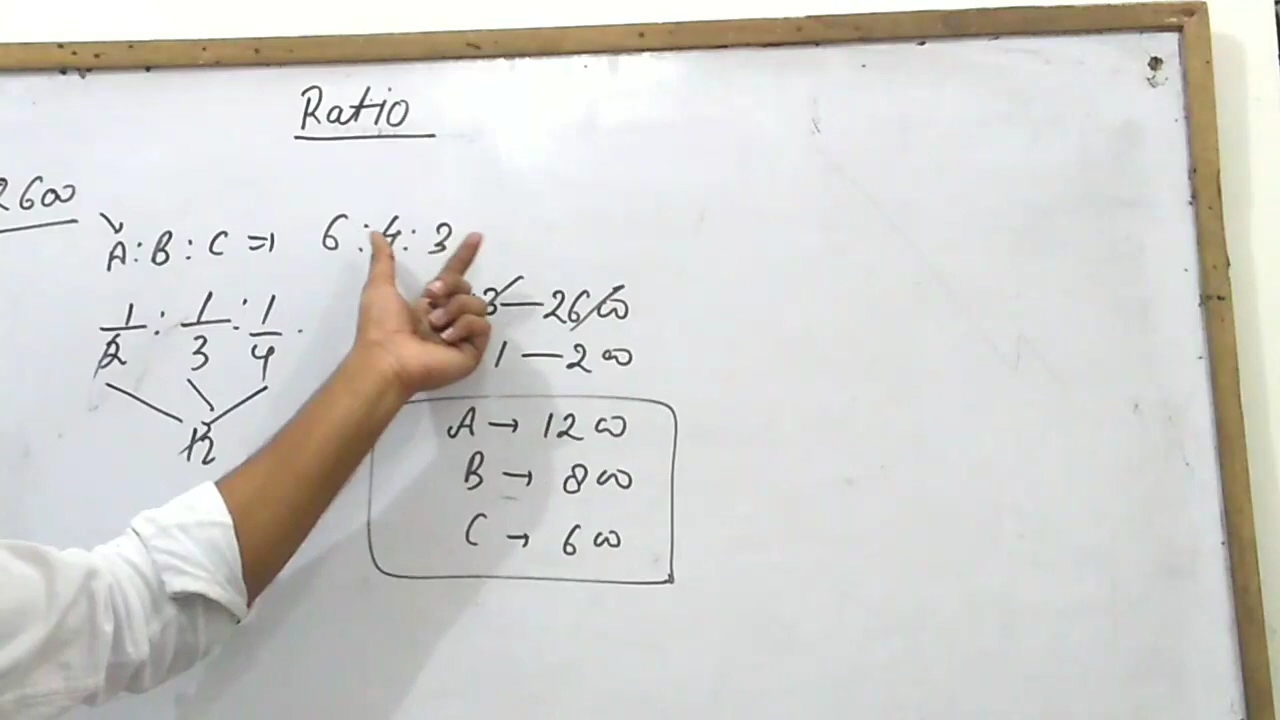 Ratio
2600
A : B : C ⇒ 6 : 4 : 3
1/2 : 1/3 : 1/4
3 — 2600
1 — 200
12
A → 1200
B → 800
C → 600